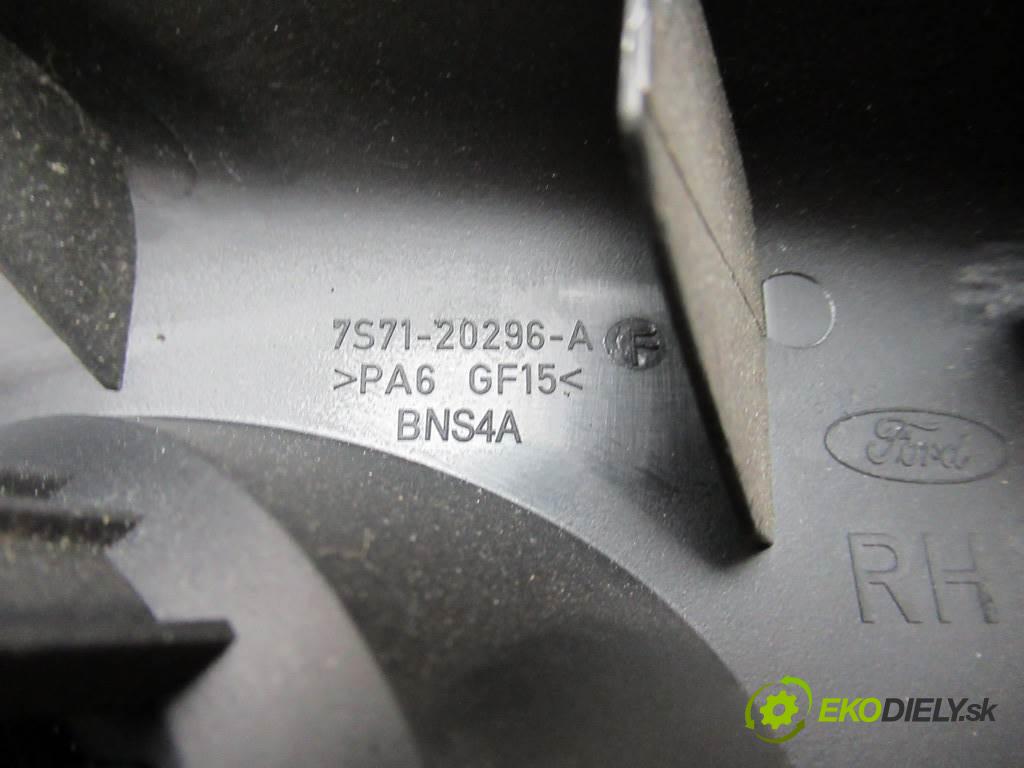 7S71-20296-A F
>PA6 GF15<
BNS4A
Ford
RH
EKODIELY.sk